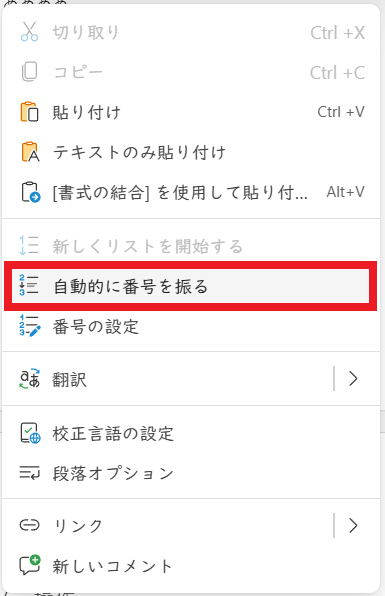 切り取り Ctrl +X
コピー Ctrl +C
貼り付け Ctrl +V
テキストのみ貼り付け
[書式の結合] を使用して貼り付... Alt+V
新しくリストを開始する
自動的に番号を振る
番号の設定
翻訳
校正言語の設定
段落オプション
リンク
新しいコメント